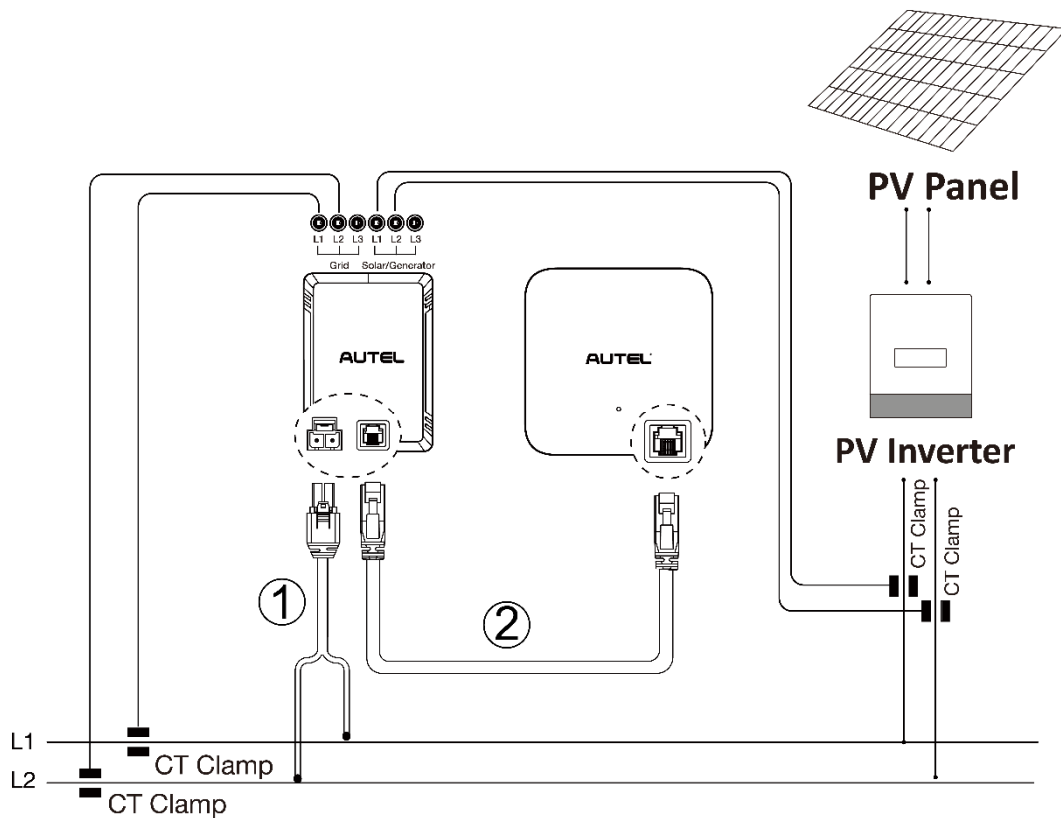 PV Panel
L1 L2 L3 L1 L2 L3
Grid Solar/Generator
AUTEL
AUTEL
PV Inverter
CT Clamp
CT Clamp
1
2
L1
CT Clamp
L2
CT Clamp